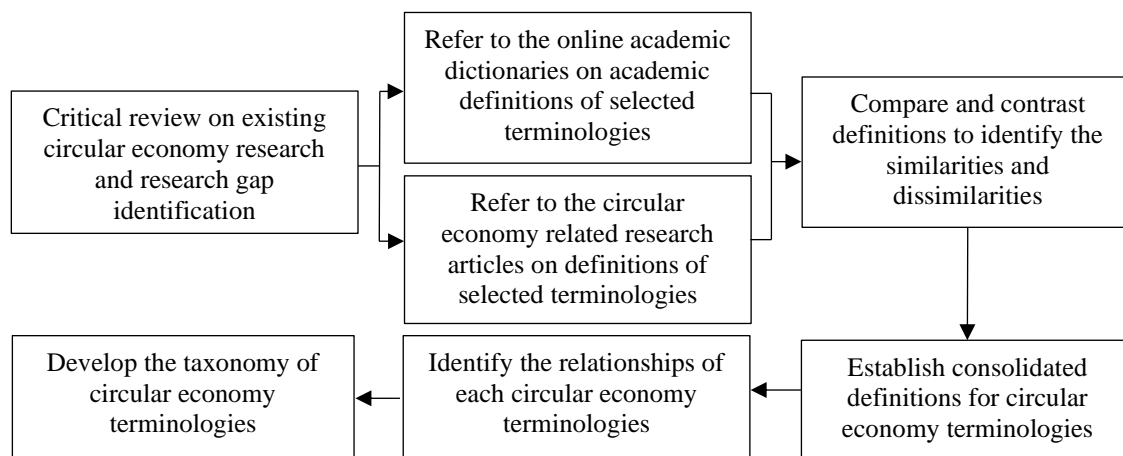 Critical review on existing
circular economy research
and research gap
identification
Refer to the online academic
dictionaries on academic
definitions of selected
terminologies
Refer to the circular
economy related research
articles on definitions of
selected terminologies
Compare and contrast
definitions to identify the
similarities and
dissimilarities
Establish consolidated
definitions for circular
economy terminologies
Identify the relationships of
each circular economy
terminologies
Develop the taxonomy of
circular economy
terminologies